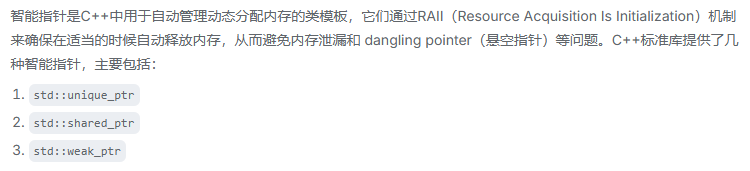 智能指针是C++中用于自动管理动态分配内存的类模板，它们通过RAII（Resource Acquisition Is Initialization）机制
来确保在适当的时候自动释放内存，从而避免内存泄漏和 dangling pointer（悬空指针）等问题。C++标准库提供了几
种智能指针，主要包括：
1. std::unique_ptr
2. std::shared_ptr
3. std::weak_ptr